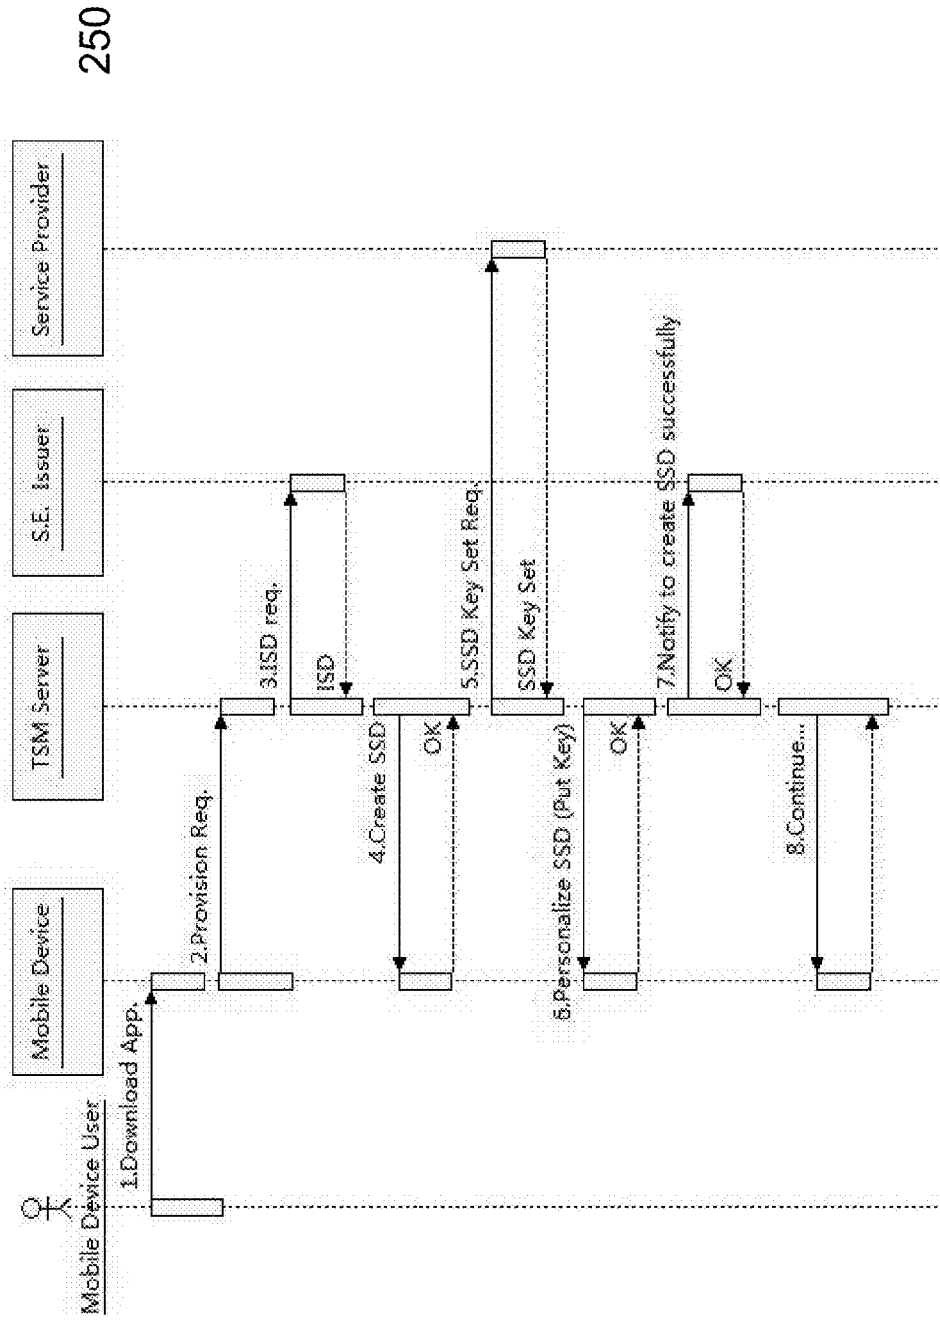 250
Mobile Device User
Mobile Device
TSM Server
S.E. Issuer
Service Provider
1.Download App.
2.Provision Req.
3.ISD req.
ISD
4.Create SSD
OK
5.SSD Key Set Req.
SSD Key Set
6.Personalize SSD (Put Key)
OK
7.Notify to create SSD successfully
OK
8.Continue...